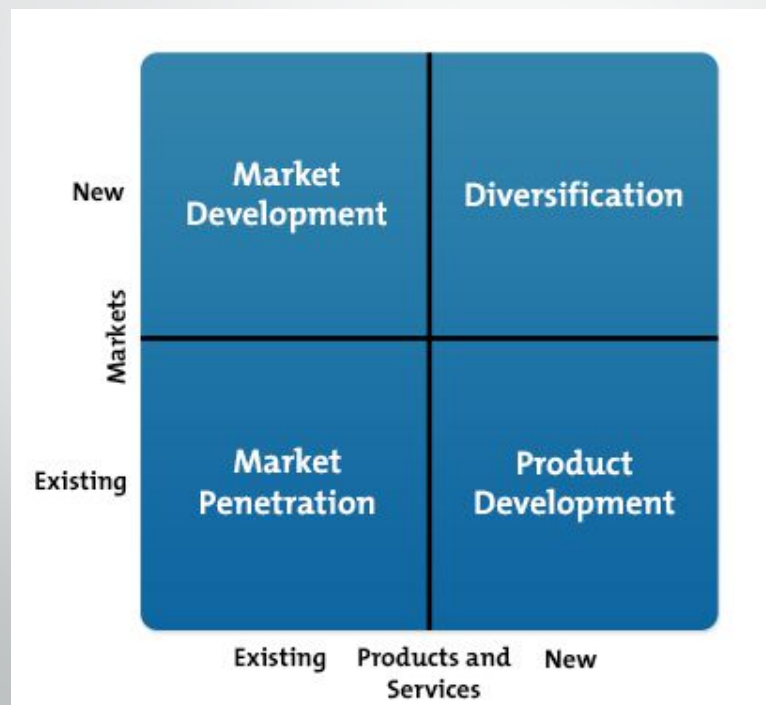 New
Market
Development
Diversification
Markets
Existing
Market
Penetration
Product
Development
Existing
Products and
Services
New